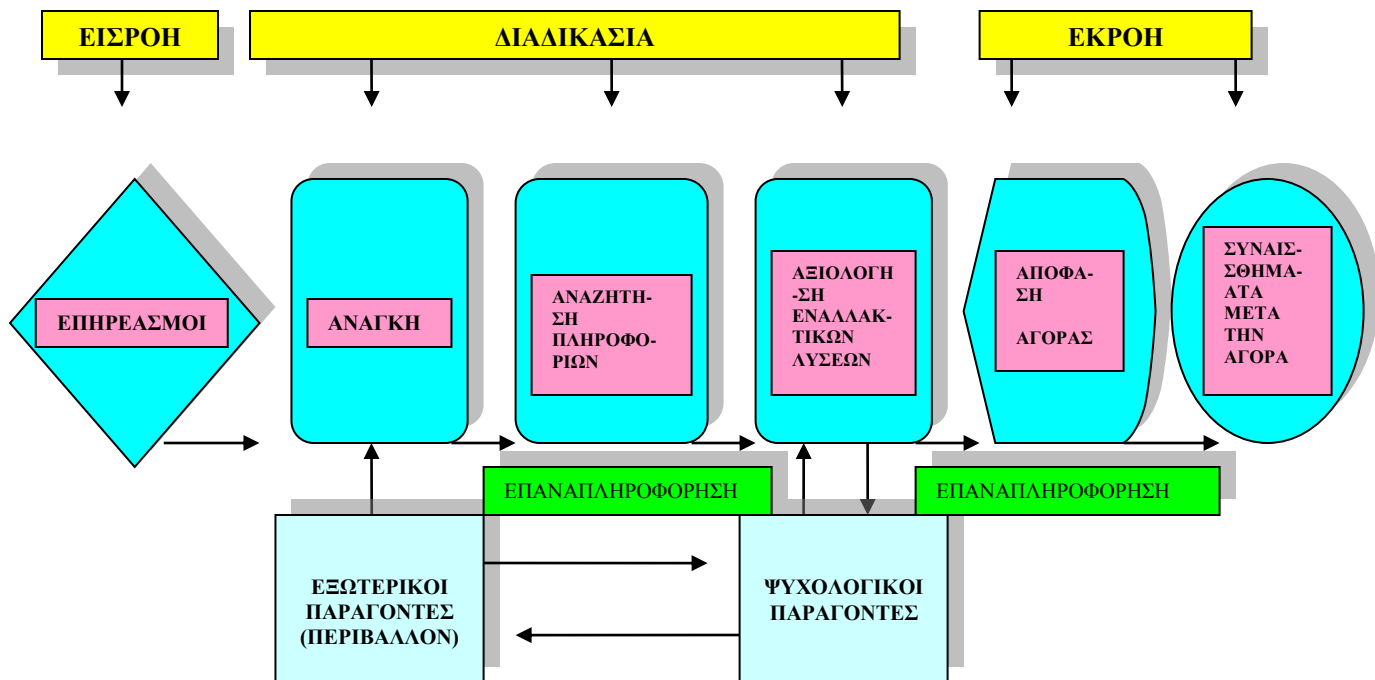 ΕΙΣΡΟΗ
ΔΙΑΔΙΚΑΣΙΑ
ΕΚΡΟΗ
ΕΠΗΡΕΑΣΜΟΙ
ΑΝΑΓΚΗ
ΑΝΑΖΗΤΗ-
ΣΗ
ΠΛΗΡΟΦΟ-
ΡΙΩΝ
ΑΞΙΟΛΟΓΗ
-ΣΗ
ΕΝΑΛΛΑΚ-
ΤΙΚΩΝ
ΛΥΣΕΩΝ
ΑΠΟΦΑ-
ΣΗ
ΑΓΟΡΑΣ
ΣΥΝΑΙΣ-
ΣΘΗΜΑ-
ΑΤΑ
ΜΕΤΑ
ΤΗΝ
ΑΓΟΡΑ
ΕΠΑΝΑΠΛΗΡΟΦΟΡΗΣΗ
ΕΠΑΝΑΠΛΗΡΟΦΟΡΗΣΗ
ΕΞΩΤΕΡΙΚΟΙ
ΠΑΡΑΓΟΝΤΕΣ
(ΠΕΡΙΒΑΛΛΟΝ)
ΨΥΧΟΛΟΓΙΚΟΙ
ΠΑΡΑΓΟΝΤΕΣ